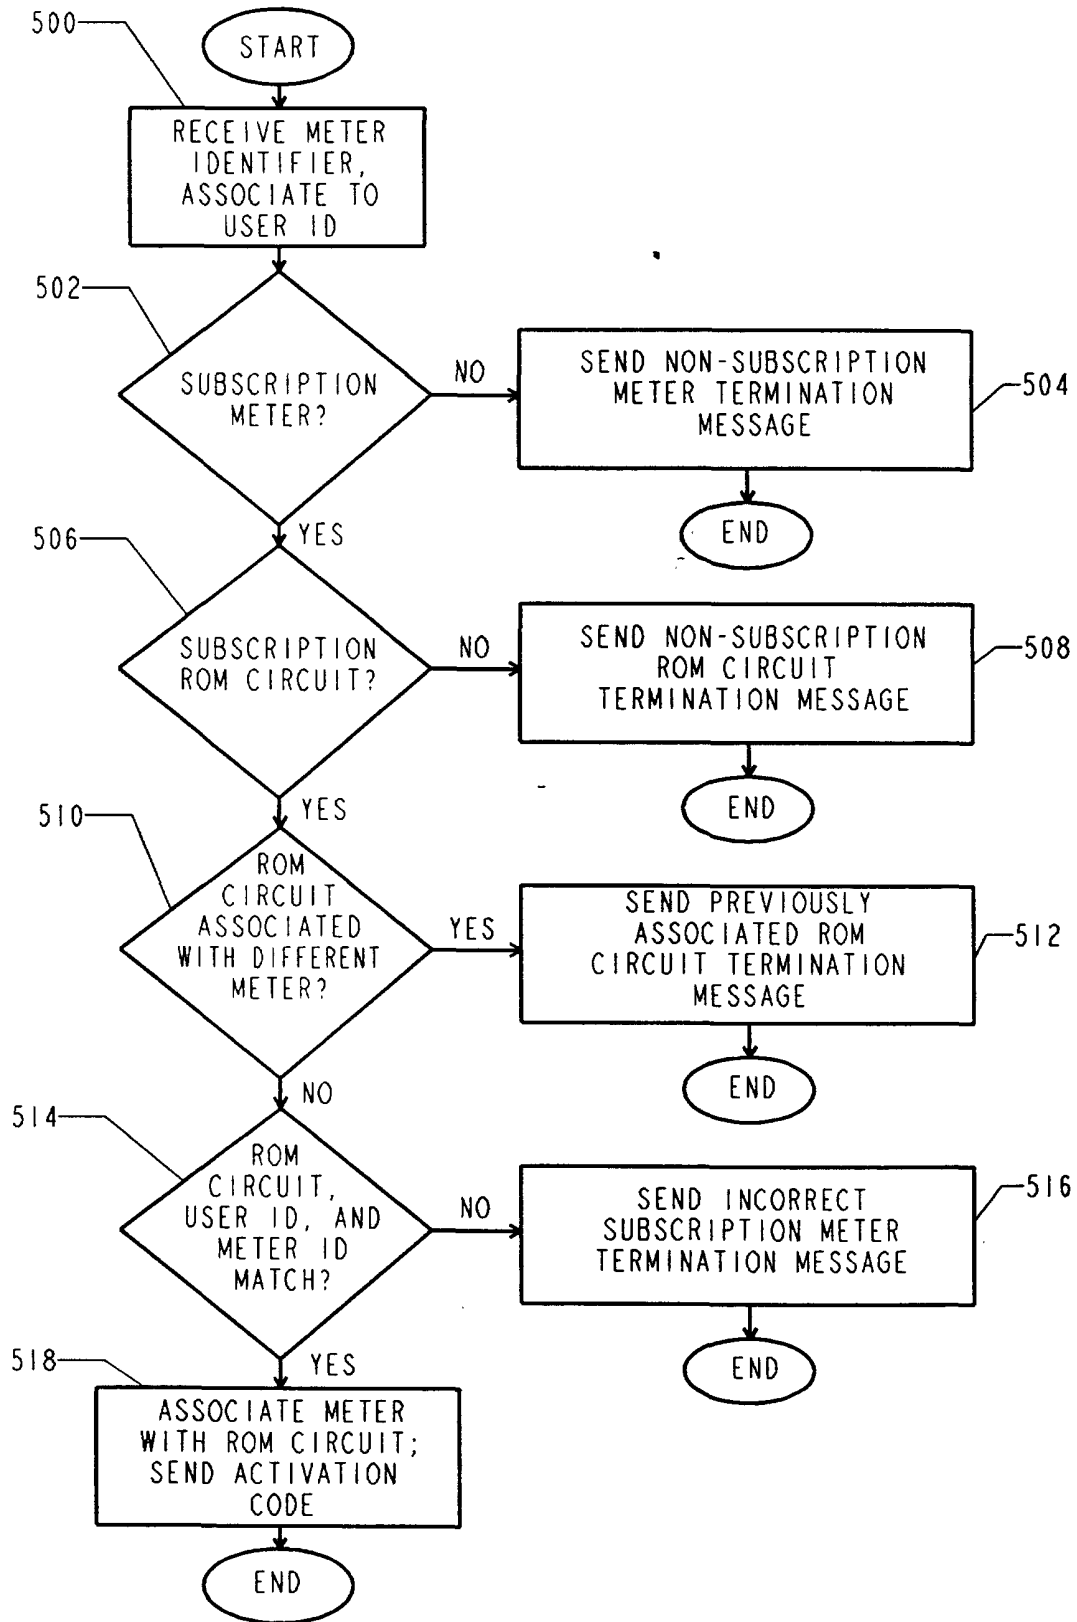 500
START
RECEIVE METER
IDENTIFIER,
ASSOCIATE TO
USER ID
502
SUBSCRIPTION
METER?
NO
SEND NON-SUBSCRIPTION
METER TERMINATION
MESSAGE
504
END
YES
506
SUBSCRIPTION
ROM CIRCUIT?
NO
SEND NON-SUBSCRIPTION
ROM CIRCUIT
TERMINATION MESSAGE
508
END
YES
510
ROM
CIRCUIT
ASSOCIATED
WITH DIFFERENT
METER?
YES
SEND PREVIOUSLY
ASSOCIATED ROM
CIRCUIT TERMINATION
MESSAGE
512
END
NO
514
ROM
CIRCUIT,
USER ID, AND
METER ID
MATCH?
NO
SEND INCORRECT
SUBSCRIPTION METER
TERMINATION MESSAGE
516
END
YES
518
ASSOCIATE METER
WITH ROM CIRCUIT;
SEND ACTIVATION
CODE
END